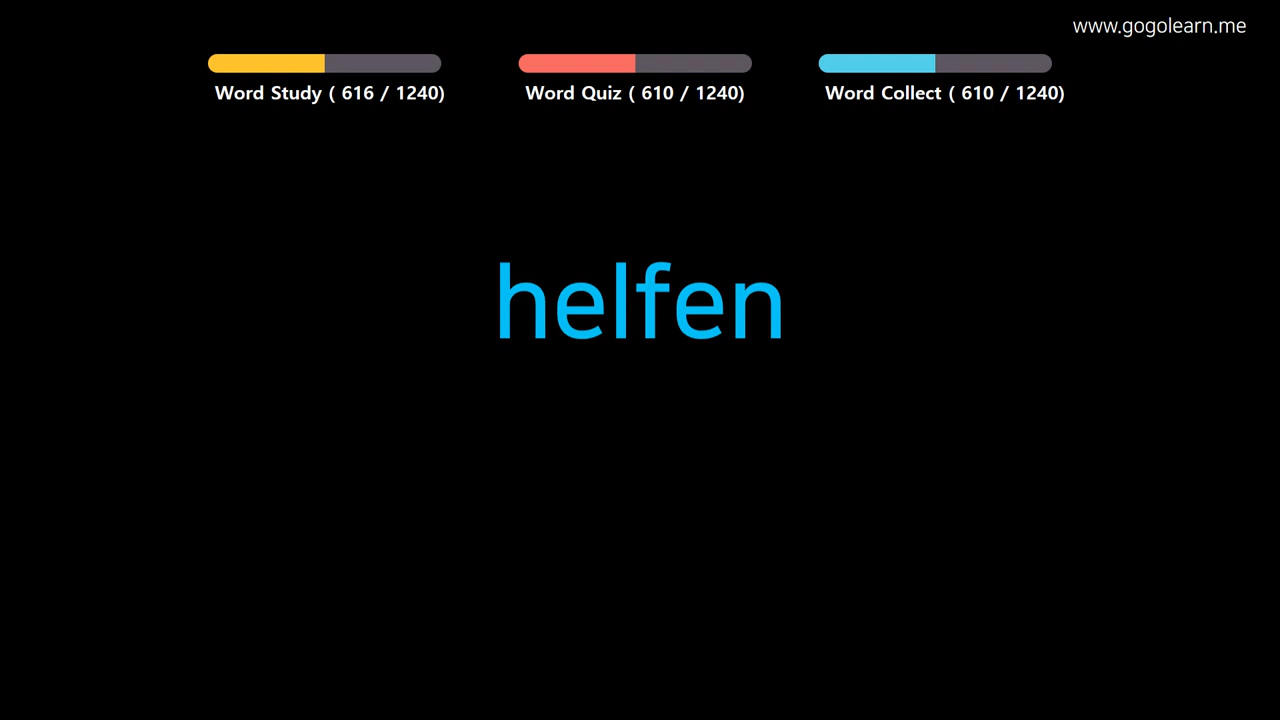 www.gogolearn.me
Word Study ( 616 / 1240)
Word Quiz ( 610 / 1240)
Word Collect ( 610 / 1240)
helfen